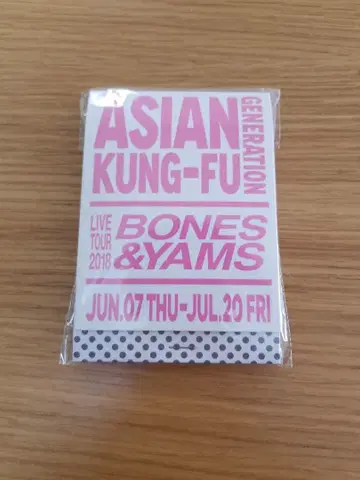 ASIAN
KUNG-FU
GENERATION
LIVE
TOUR
2018
BONES
&YAMS
JUN.07 THU-JUL.20 FRI